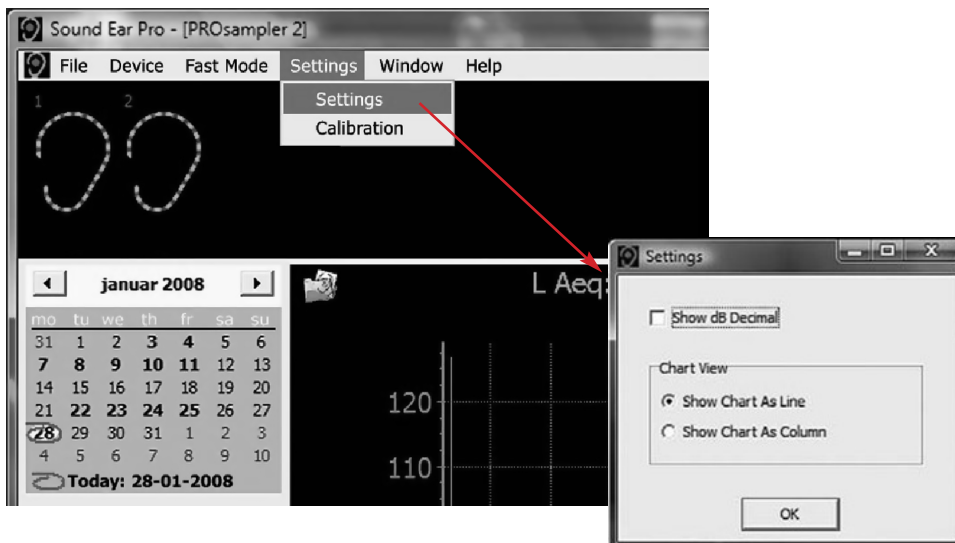 Sound Ear Pro - [PROsampler 2]
File Device Fast Mode Settings Window Help
Settings
Calibration
1 2
januar 2008
mo tu we th fr sa su
31 1 2 3 4 5 6
7 8 9 10 11 12 13
14 15 16 17 18 19 20
21 22 23 24 25 26 27
28 29 30 31 1 2 3
4 5 6 7 8 9 10
Today: 28-01-2008
L Aeq:
120
110
Settings
Show dB Decimal
Chart View
Show Chart As Line
Show Chart As Column
OK